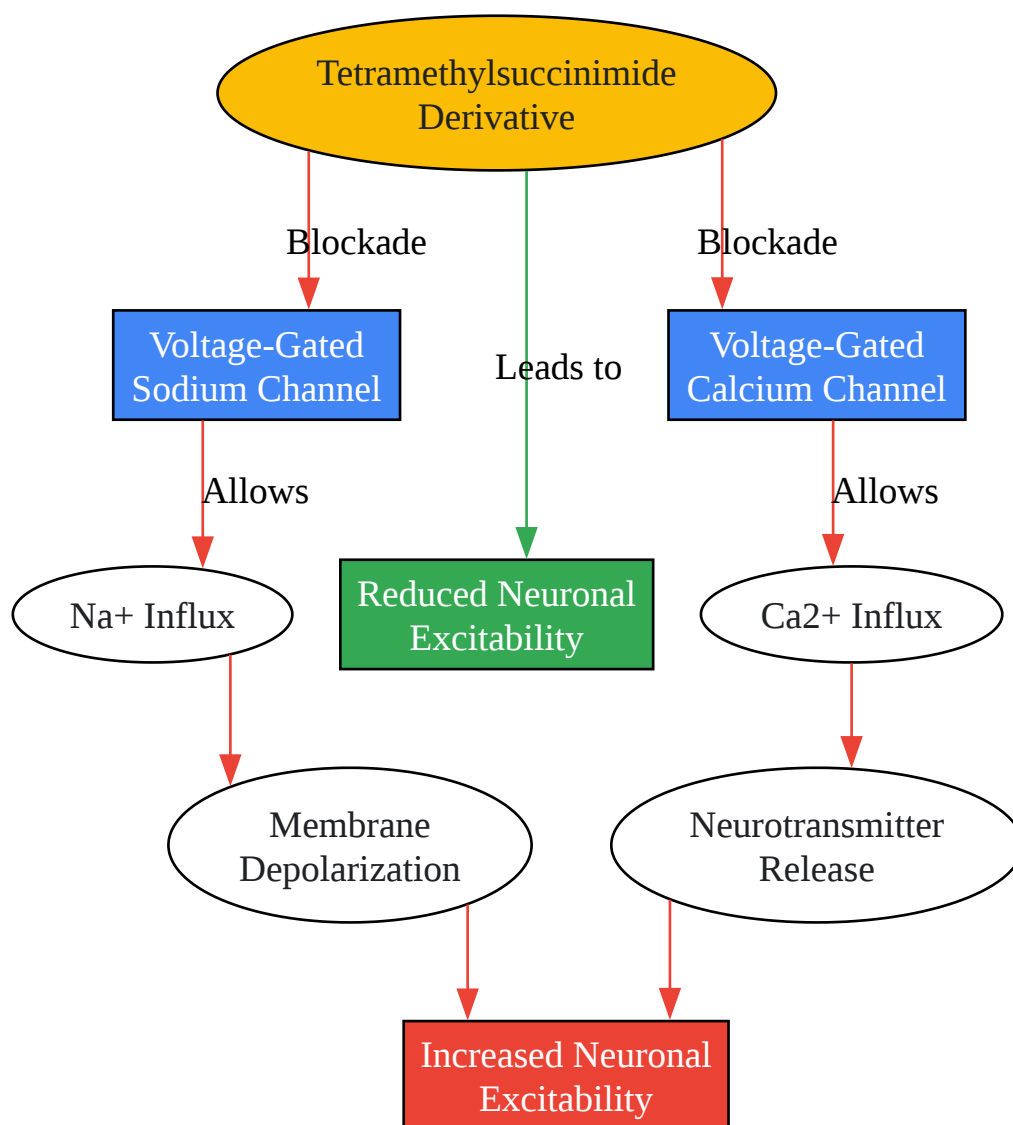 Tetramethylsuccinimide
Derivative
Blockade
Blockade
Voltage-Gated
Sodium Channel
Leads to
Voltage-Gated
Calcium Channel
Allows
Allows
Na+ Influx
Reduced Neuronal
Excitability
Ca2+ Influx
Membrane
Depolarization
Neurotransmitter
Release
Increased Neuronal
Excitability